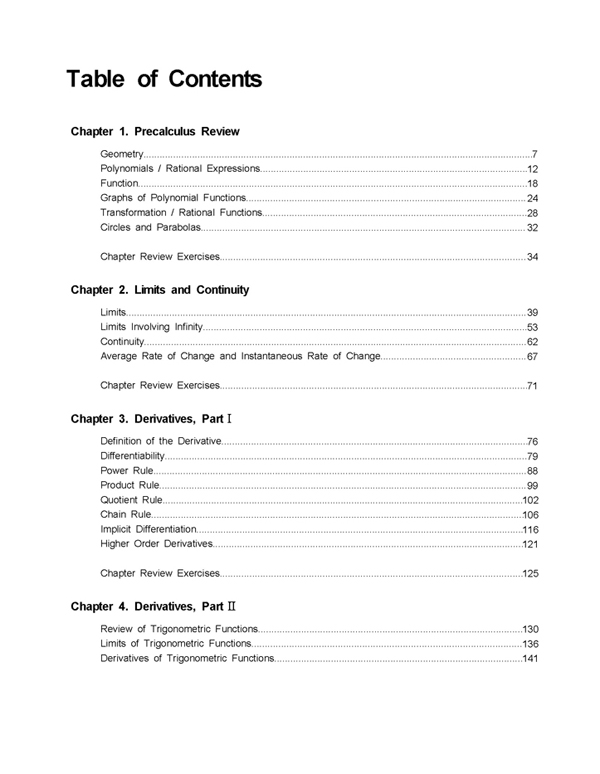 Table of Contents
Chapter 1. Precalculus Review
Geometry........................................7
Polynomials / Rational Expressions........................................12
Function........................................18
Graphs of Polynomial Functions........................................24
Transformation / Rational Functions........................................28
Circles and Parabolas........................................32
Chapter Review Exercises........................................34
Chapter 2. Limits and Continuity
Limits........................................39
Limits Involving Infinity........................................53
Continuity........................................62
Average Rate of Change and Instantaneous Rate of Change........................................67
Chapter Review Exercises........................................71
Chapter 3. Derivatives, Part Ⅰ
Definition of the Derivative........................................76
Differentiability........................................79
Power Rule........................................88
Product Rule........................................99
Quotient Rule........................................102
Chain Rule........................................106
Implicit Differentiation........................................116
Higher Order Derivatives........................................121
Chapter Review Exercises........................................125
Chapter 4. Derivatives, Part Ⅱ
Review of Trigonometric Functions........................................130
Limits of Trigonometric Functions........................................136
Derivatives of Trigonometric Functions........................................141